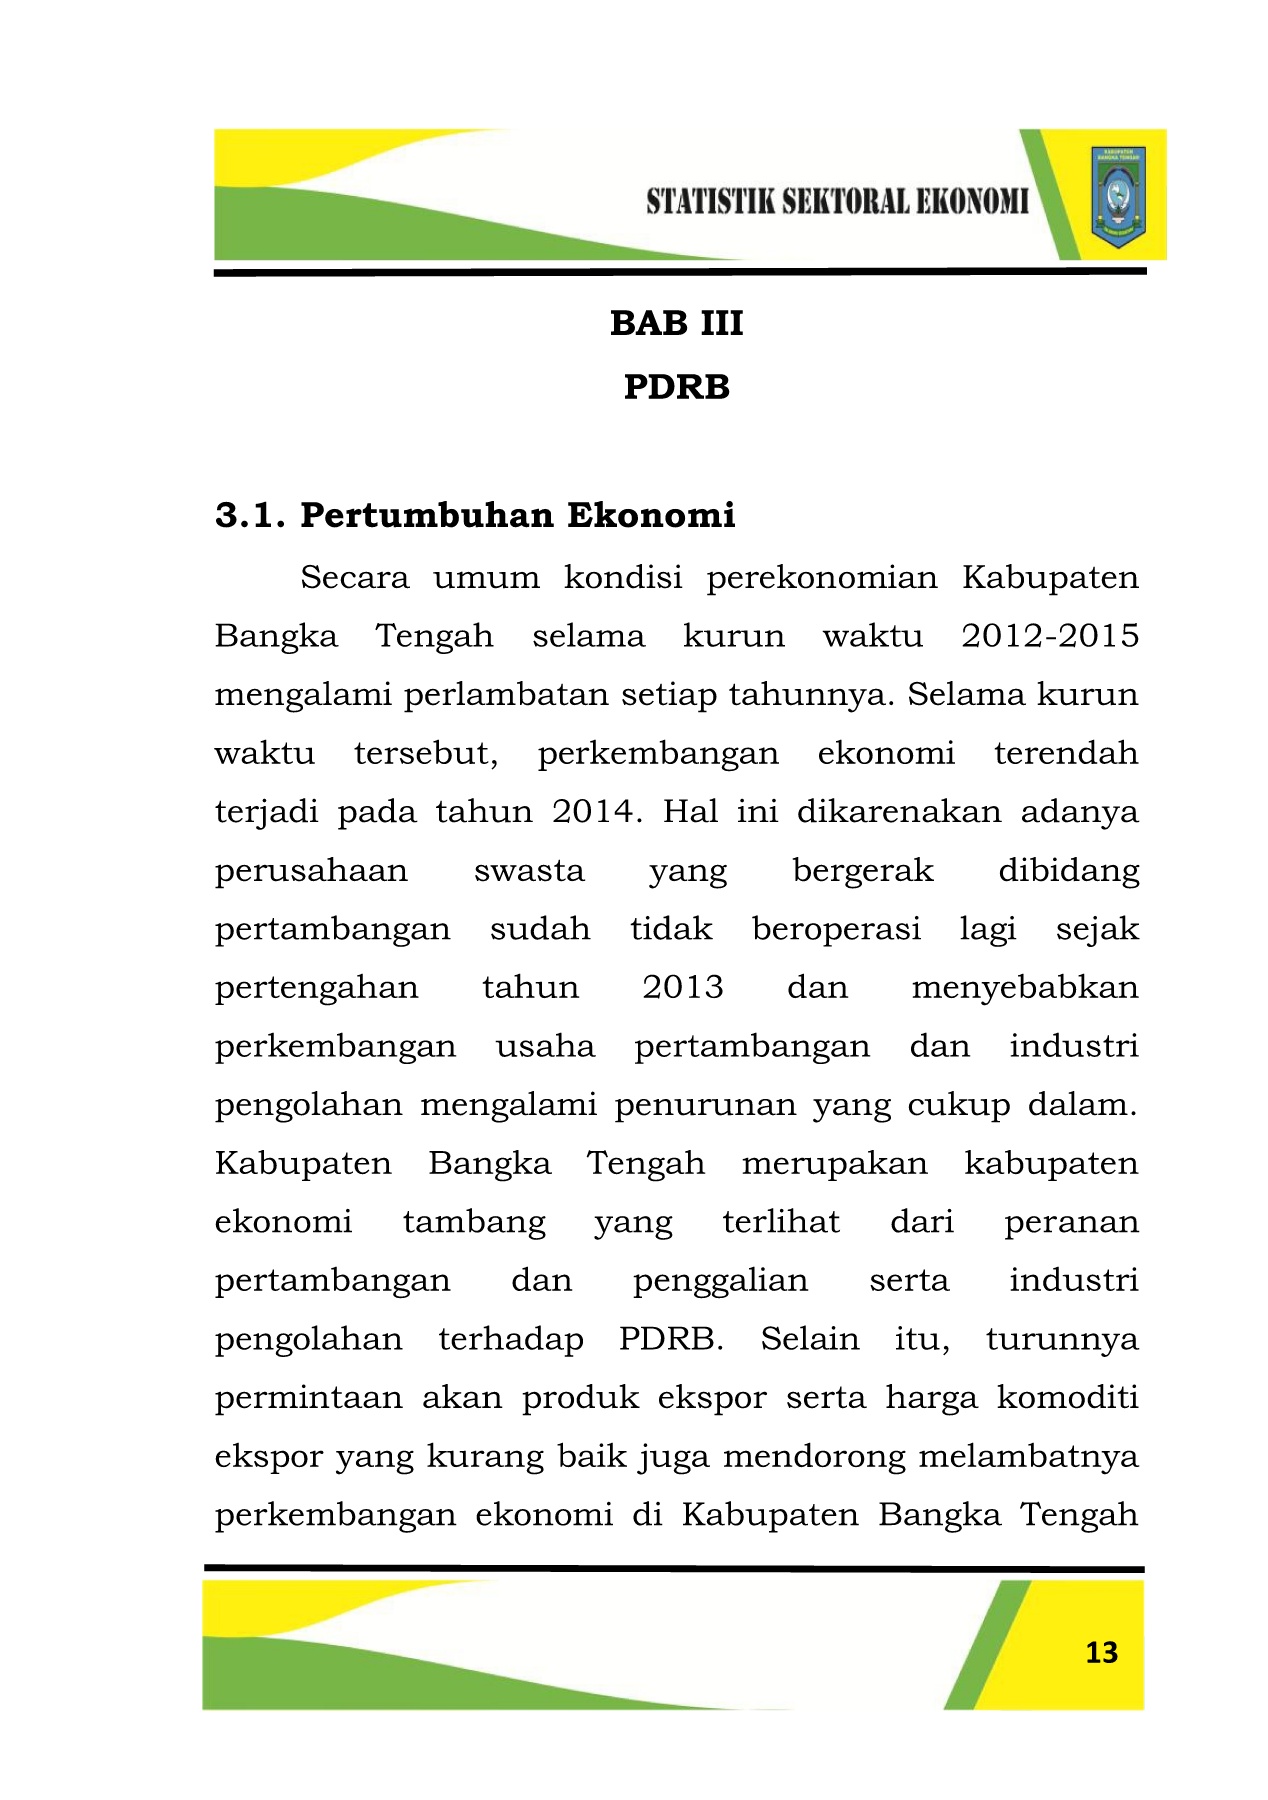 KABUPATEN
BANGKA TENGAH
STATISTIK SEKTORAL EKONOMI
BAB III
PDRB
3.1. Pertumbuhan Ekonomi
Secara umum kondisi perekonomian Kabupaten
Bangka Tengah selama kurun waktu 2012-2015
mengalami perlambatan setiap tahunnya. Selama kurun
waktu tersebut, perkembangan ekonomi terendah
terjadi pada tahun 2014. Hal ini dikarenakan adanya
perusahaan swasta yang bergerak dibidang
pertambangan sudah tidak beroperasi lagi sejak
pertengahan tahun 2013 dan menyebabkan
perkembangan usaha pertambangan dan industri
pengolahan mengalami penurunan yang cukup dalam.
Kabupaten Bangka Tengah merupakan kabupaten
ekonomi tambang yang terlihat dari peranan
pertambangan dan penggalian serta industri
pengolahan terhadap PDRB. Selain itu, turunnya
permintaan akan produk ekspor serta harga komoditi
ekspor yang kurang baik juga mendorong melambatnya
perkembangan ekonomi di Kabupaten Bangka Tengah
13